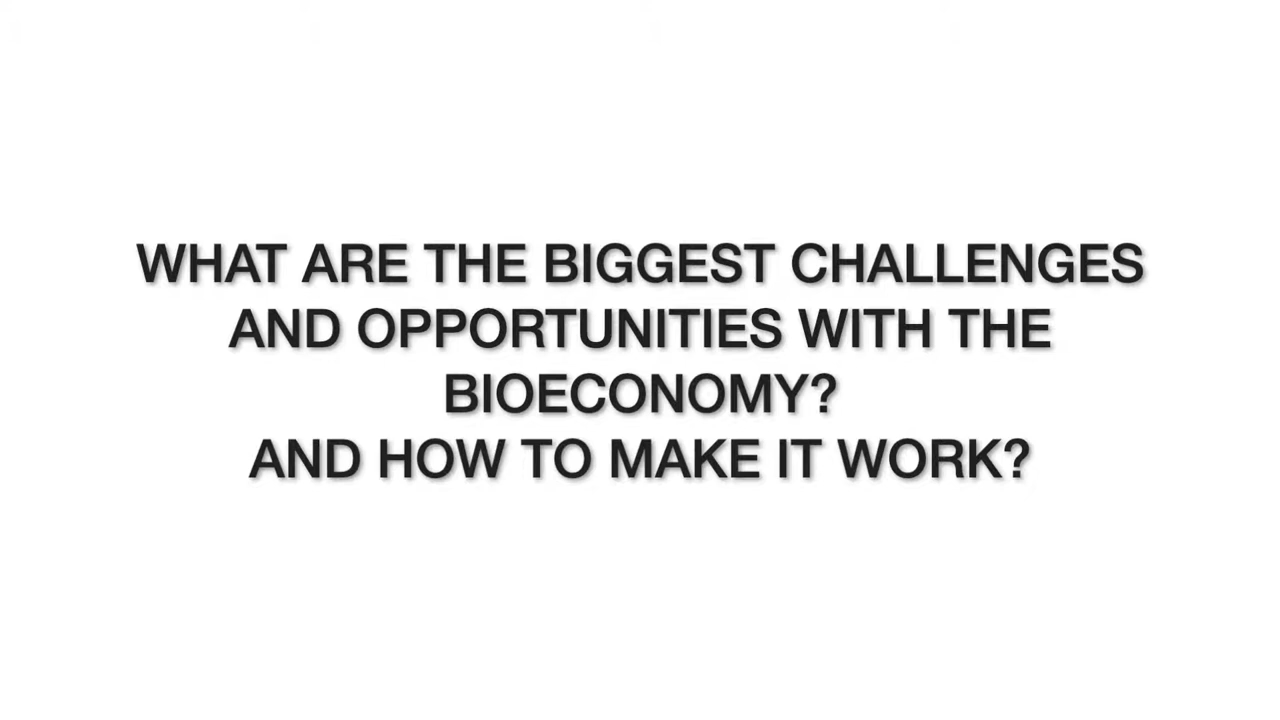 WHAT ARE THE BIGGEST CHALLENGES
AND OPPORTUNITIES WITH THE
BIOECONOMY?
AND HOW TO MAKE IT WORK?